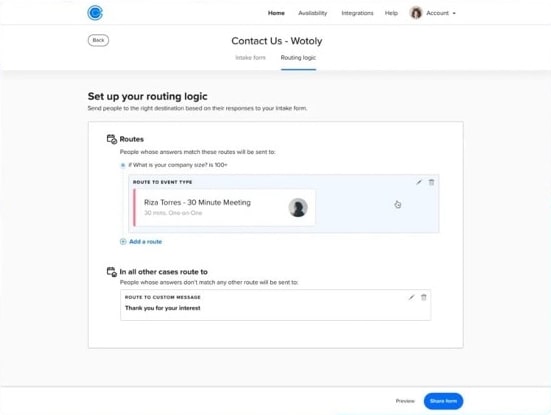 Home Availability Integrations Help Account
Back
Contact Us - Wotoly
Intake form Routing logic
Set up your routing logic
Send people to the right destination based on their responses to your intake form.
Routes
People whose answers match these routes will be sent to:
if What is your company size? is 100+
ROUTE TO EVENT TYPE
Riza Torres - 30 Minute Meeting
30 mins. One-on-One
Add a route
In all other cases route to
People whose answers don't match any other route will be sent to:
ROUTE TO CUSTOM MESSAGE
Thank you for your interest
Preview Share form